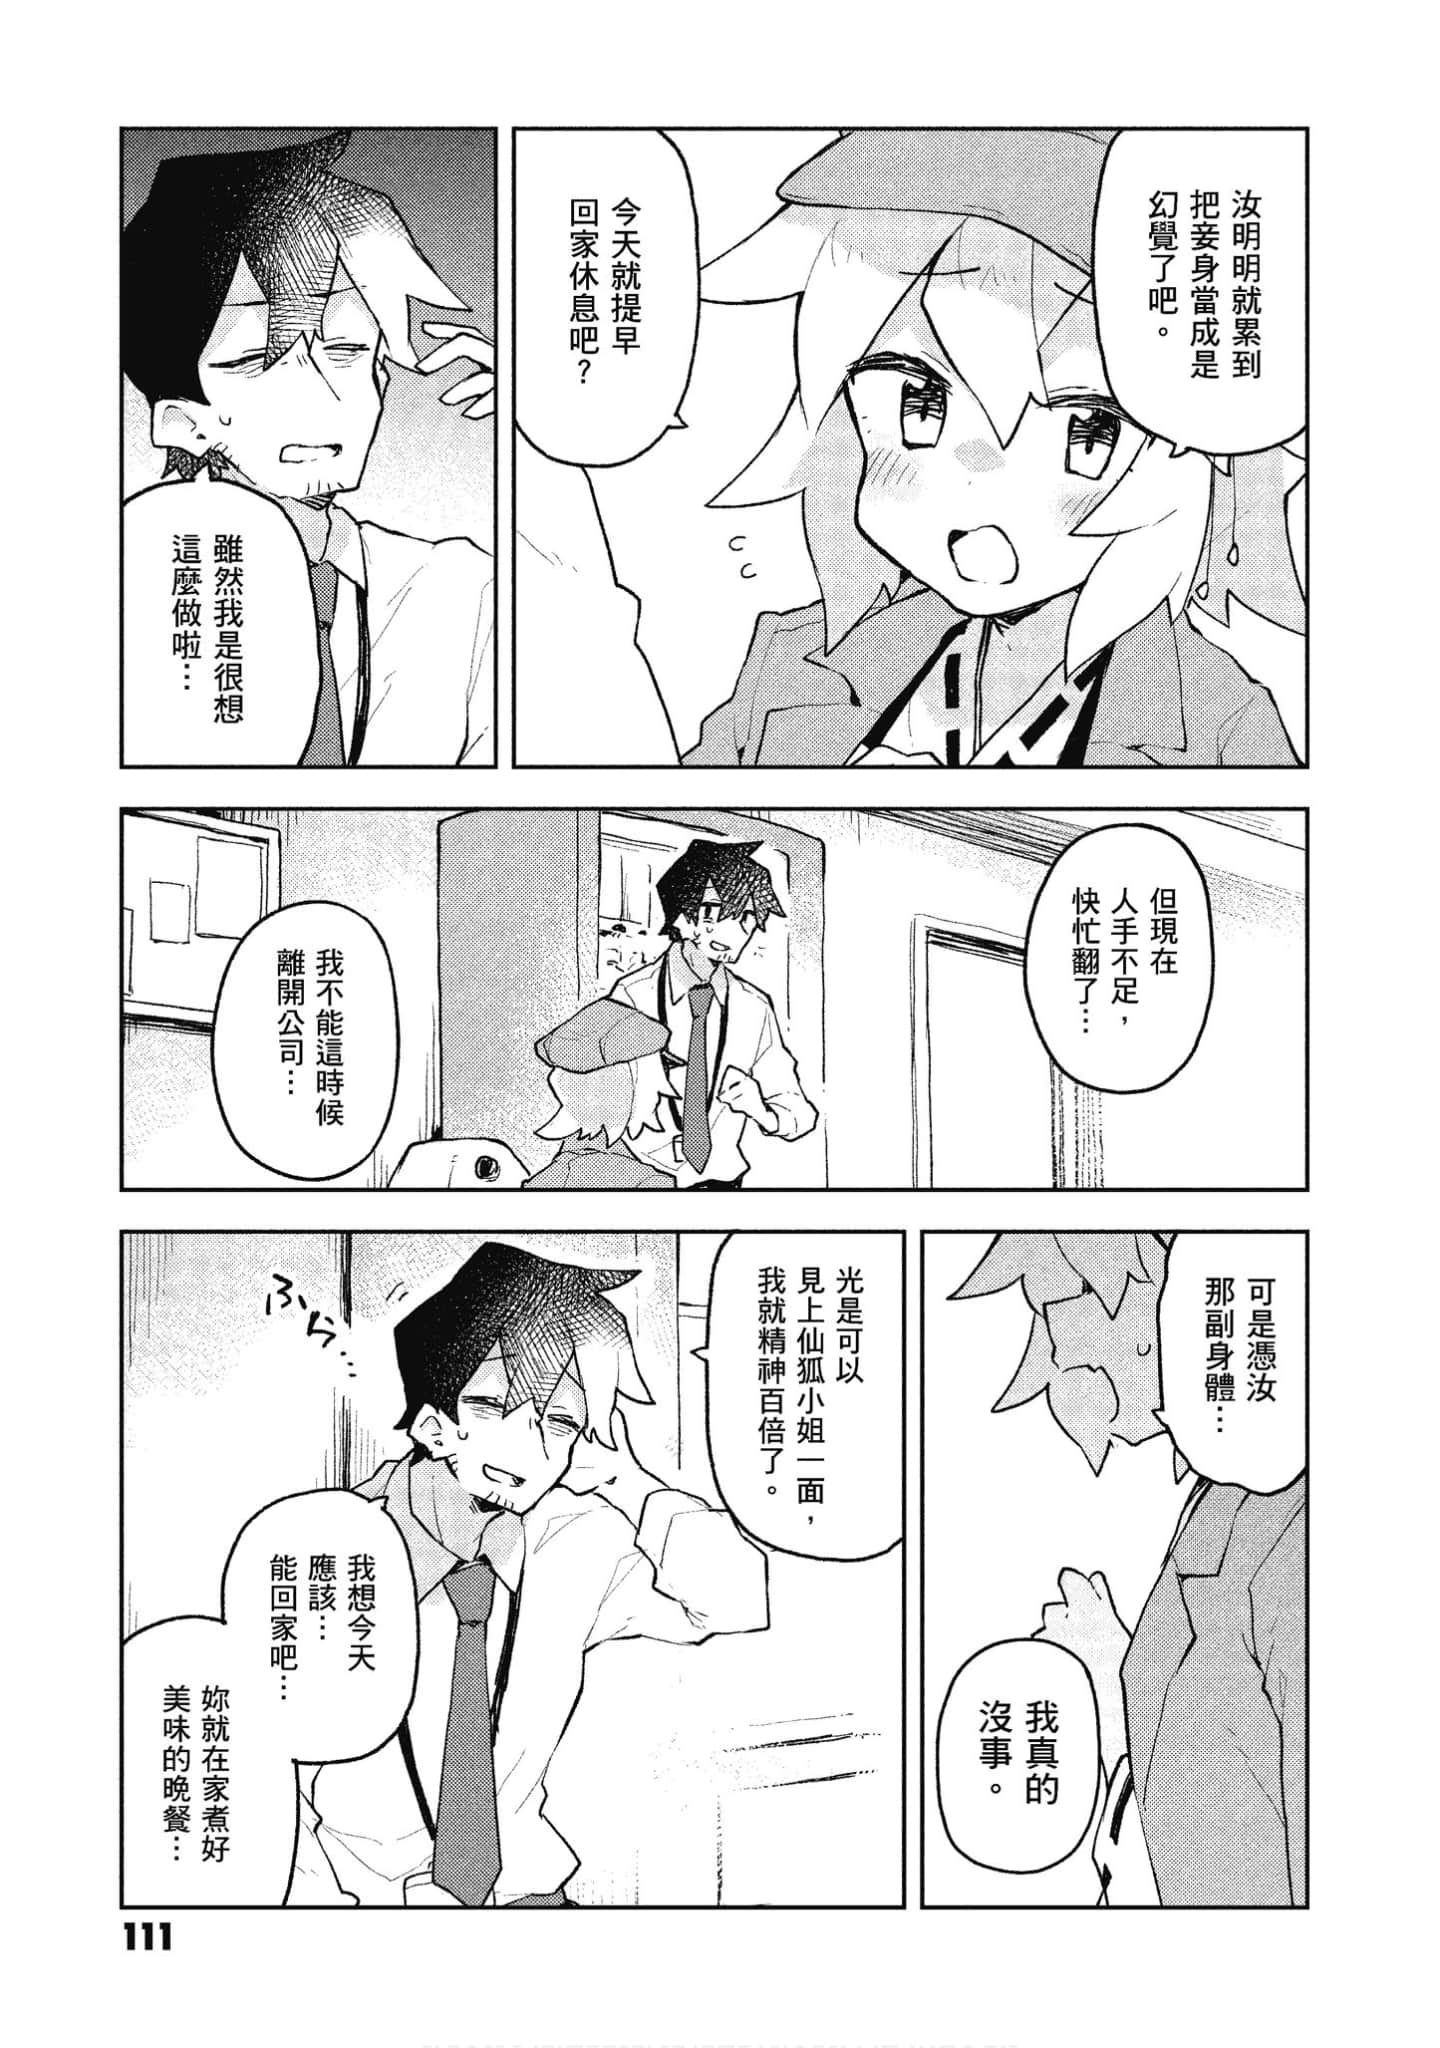 汝明明就累到
把妾身當成是
幻覺了吧。
今天就提早
回家休息吧？
雖然我是很想
這麼做啦…
但現在
人手不足，
快忙翻了…
我不能這時候
離開公司…
可是憑汝
那副身體…
我真的
沒事。
光是可以
見上仙狐小姐一面，
我就精神百倍了。
ふら…
我想今天
應該…
能回家吧…
妳就在家煮好
美味的晚餐…
111